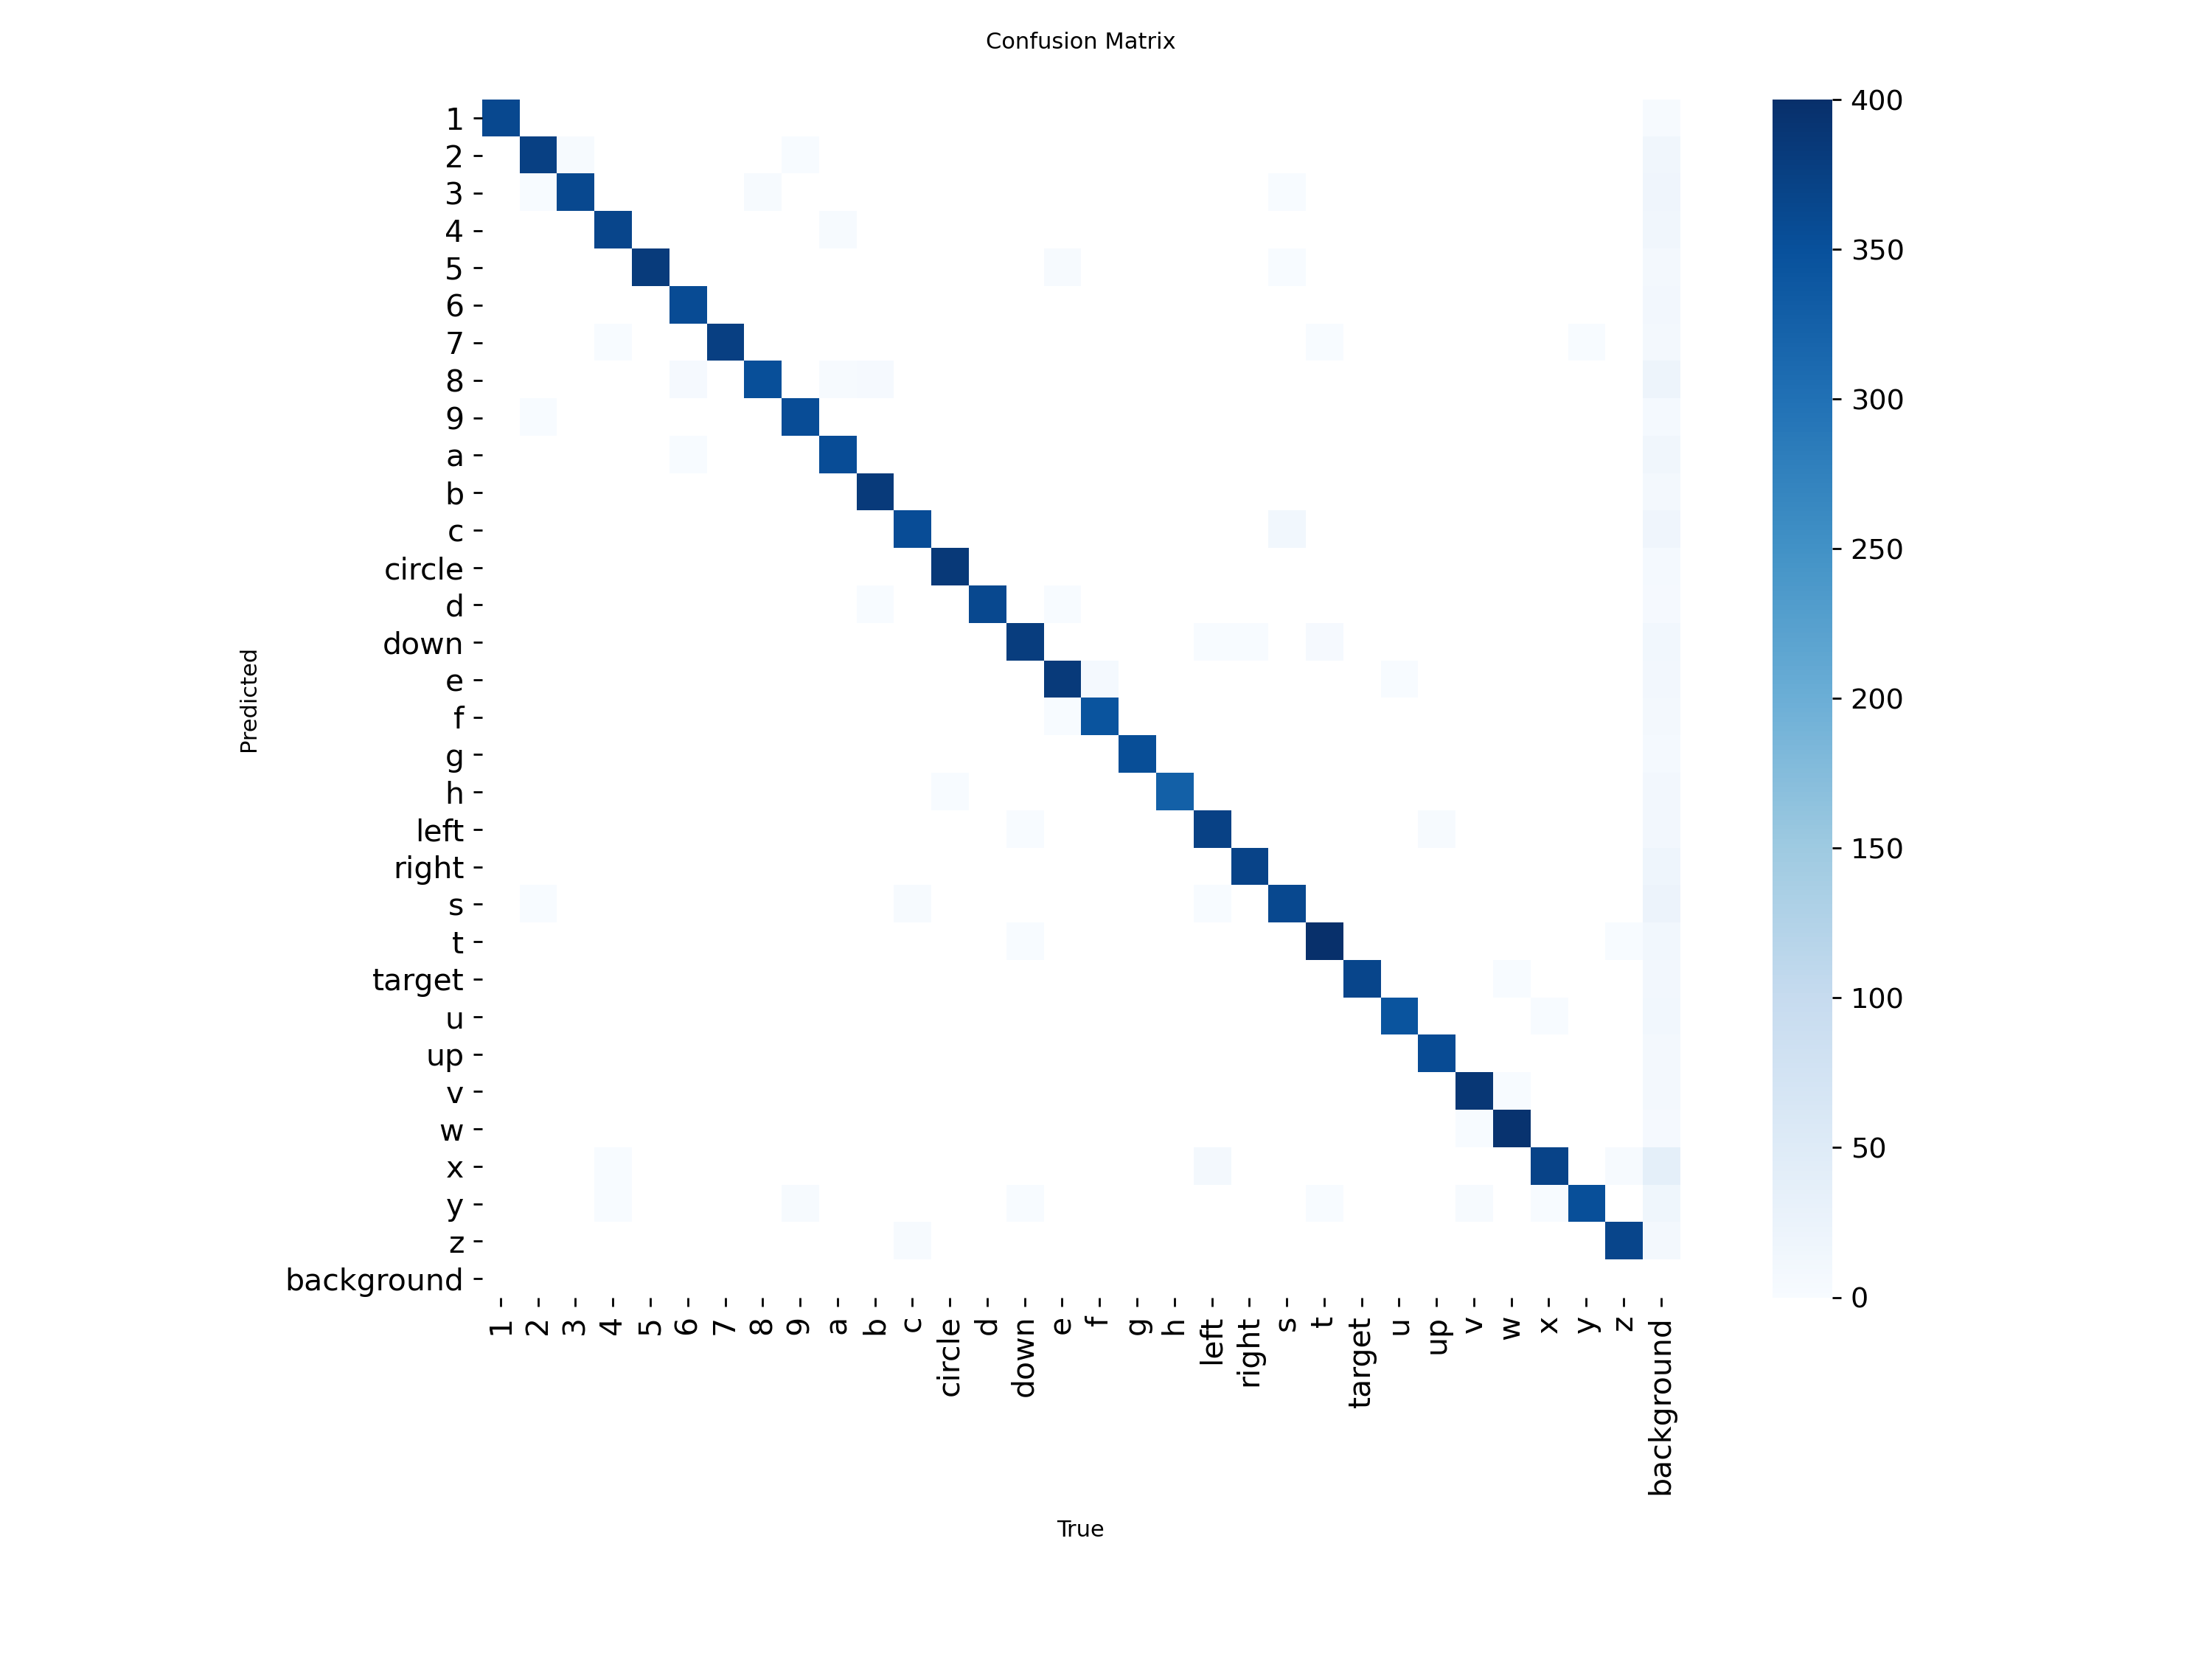 Confusion Matrix
1
2
3
4
5
6
7
8
9
a
b
c
circle
d
down
e
f
g
h
left
right
s
t
target
u
up
v
w
x
y
z
background
Predicted
1 2 3 4 5 6 7 8 9 a b c circle d down e f g h left right s t target u up v w x y z background
True
400
350
300
250
200
150
100
50
0